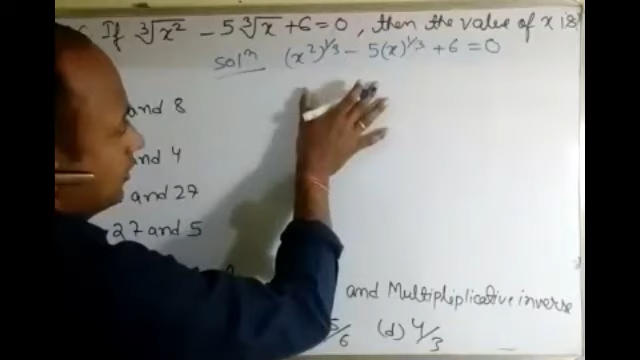 If ∛x² - 5∛x + 6 = 0, then the value of x is
Solⁿ (x²)^1/3 - 5(x)^1/3 + 6 = 0
and 8
and 4
and 27
27 and 5
and Multipliplicative inverse
5/6 (d) 4/3